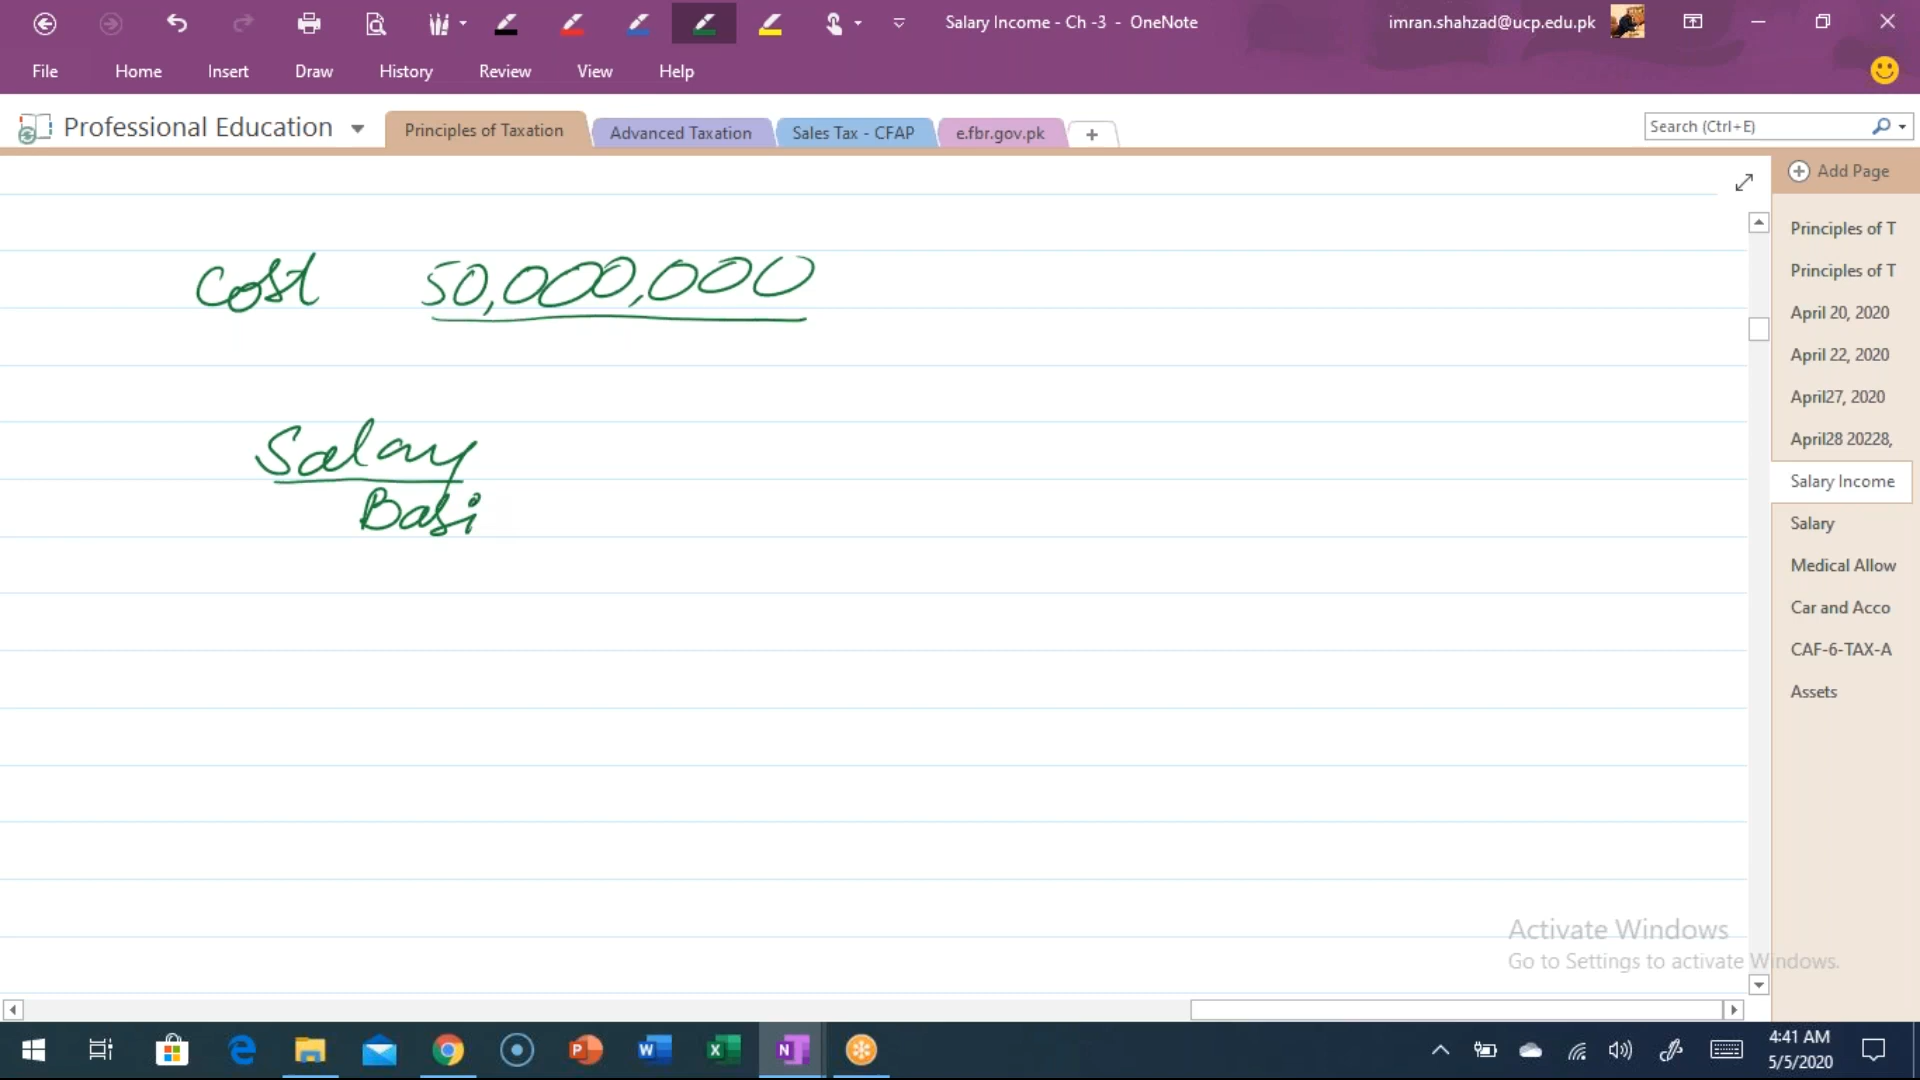 Salary Income - Ch -3 - OneNote
imran.shahzad@ucp.edu.pk
File Home Insert Draw History Review View Help
Professional Education
Principles of Taxation
Advanced Taxation
Sales Tax - CFAP
e.fbr.gov.pk
Search (Ctrl+E)
Add Page
Principles of T
Principles of T
April 20, 2020
April 22, 2020
April27, 2020
April28 20228,
Salary Income
Salary
Medical Allow
Car and Acco
CAF-6-TAX-A
Assets
Cost 50,000,000
Salary
Basi
Activate Windows
Go to Settings to activate Windows.
4:41 AM
5/5/2020